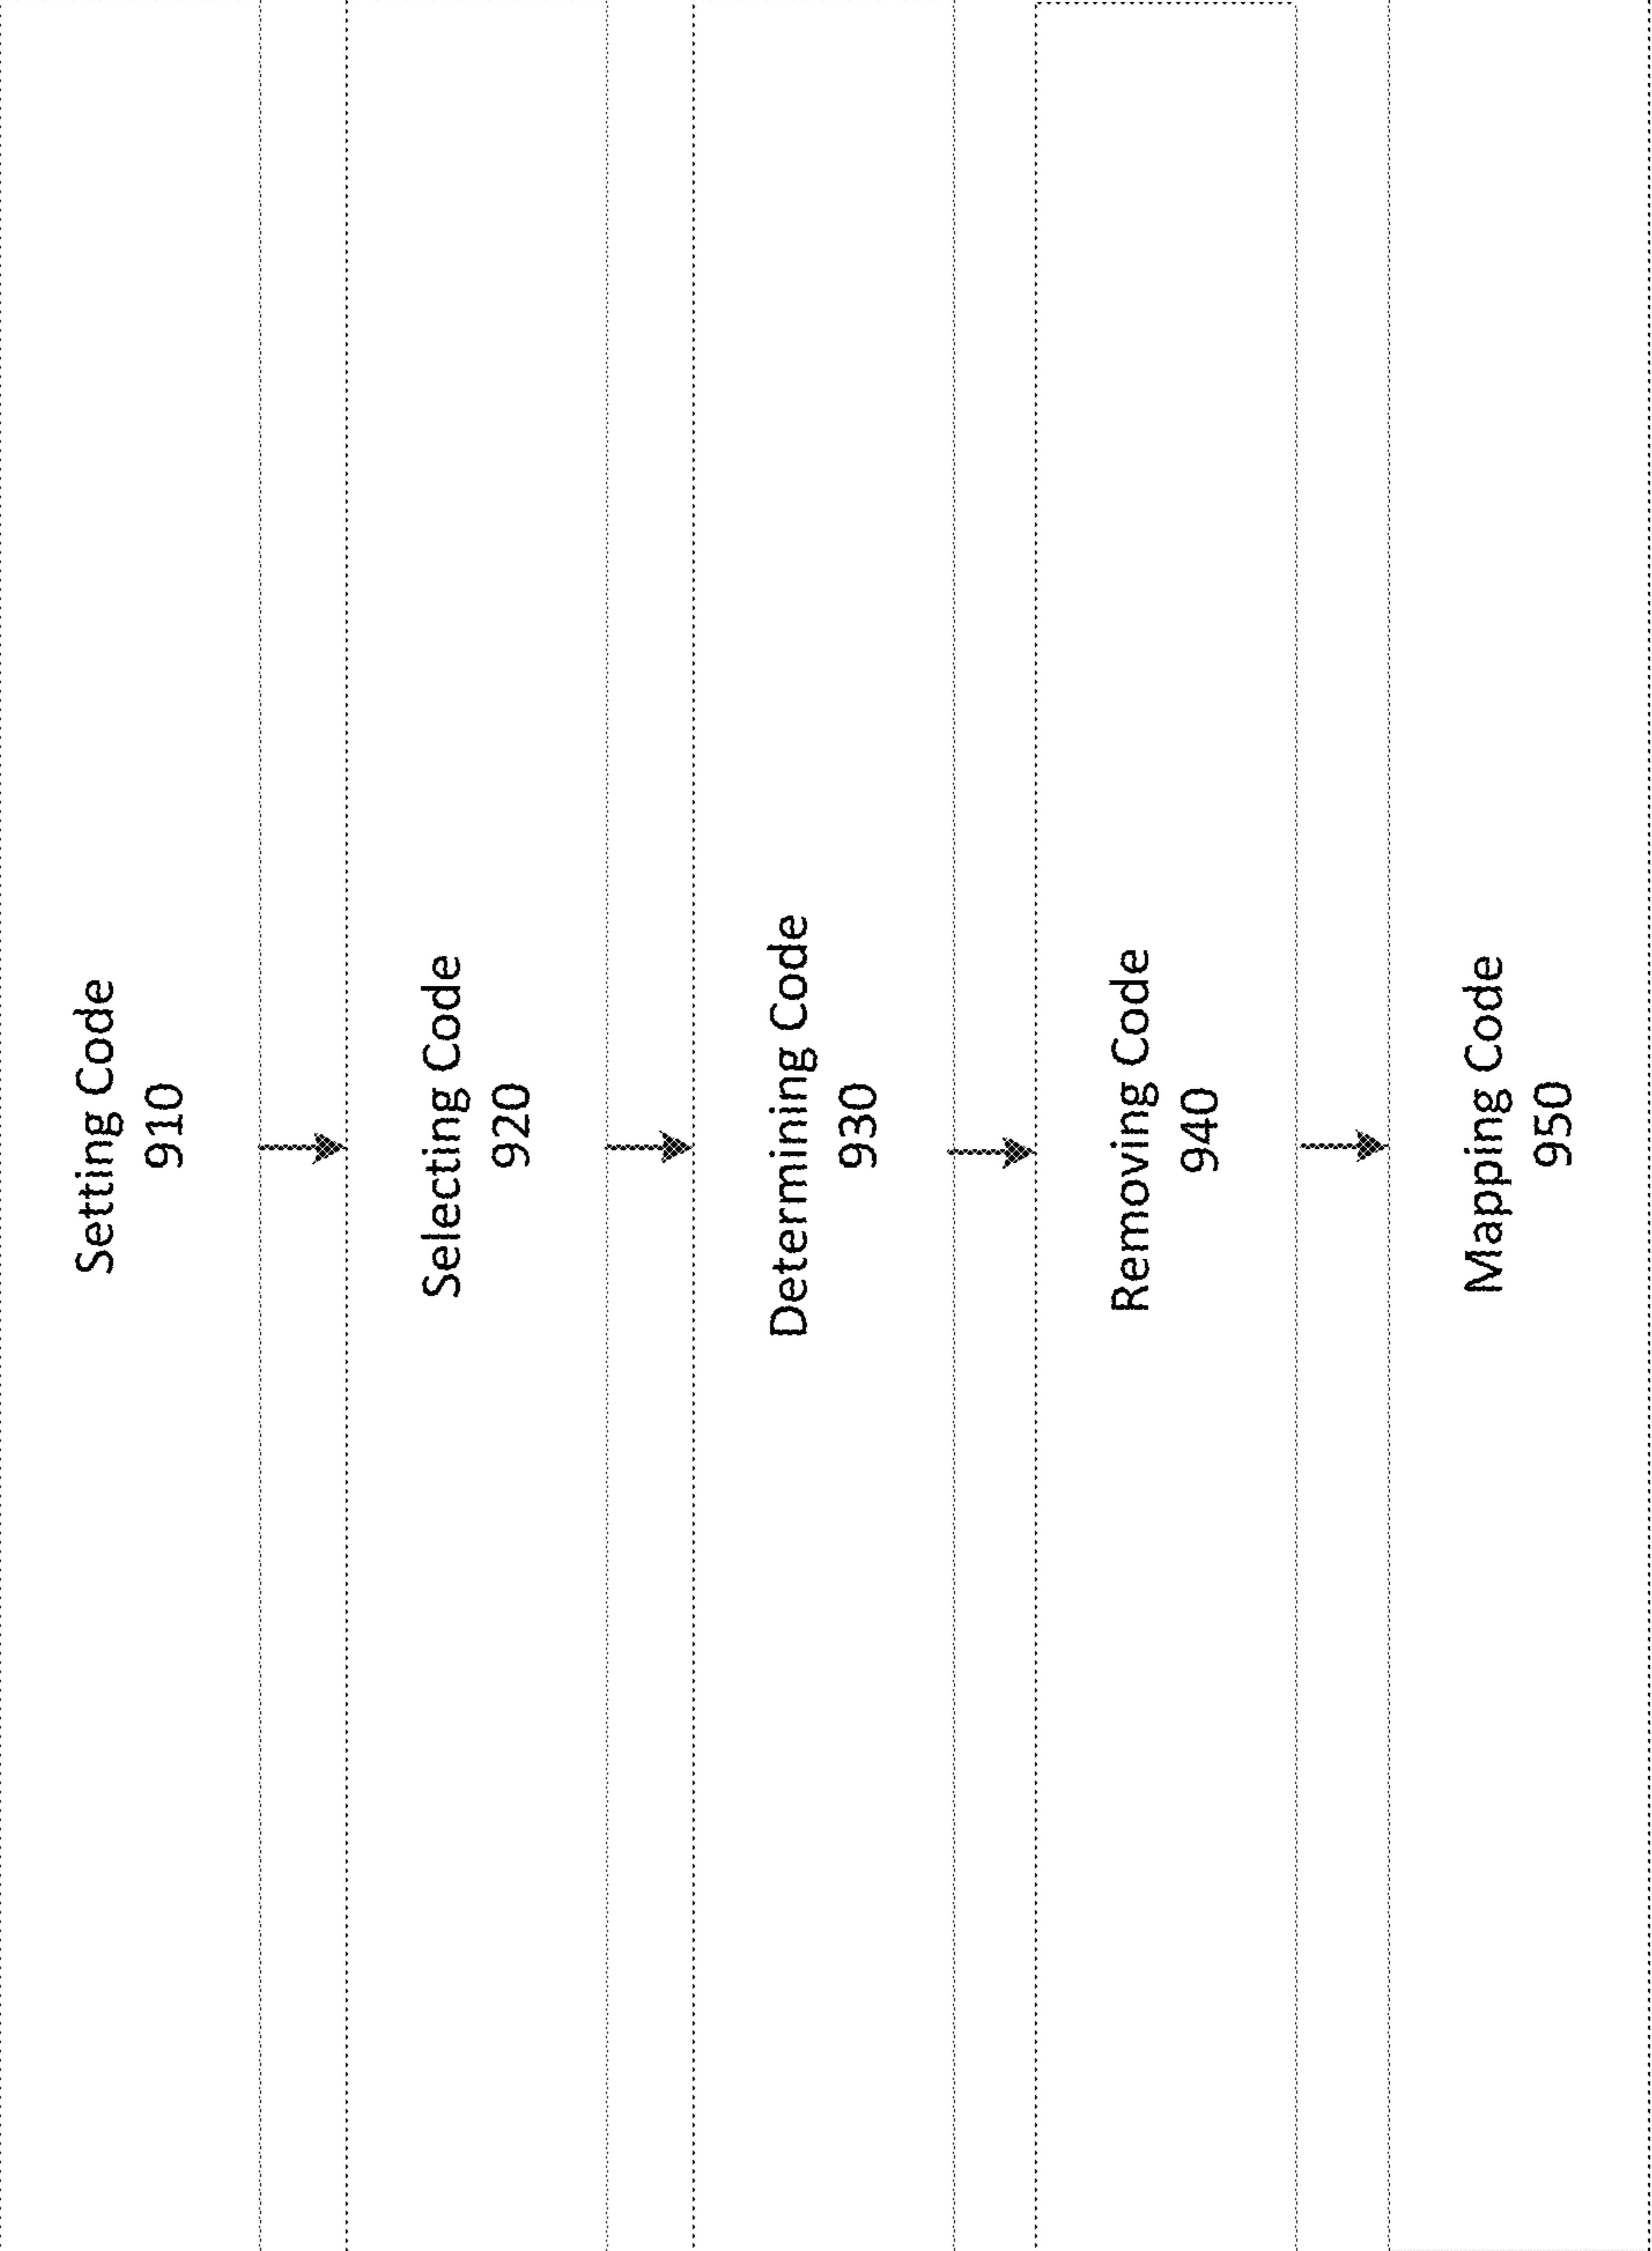 Setting Code
910
Selecting Code
920
Determining Code
930
Removing Code
940
Mapping Code
950